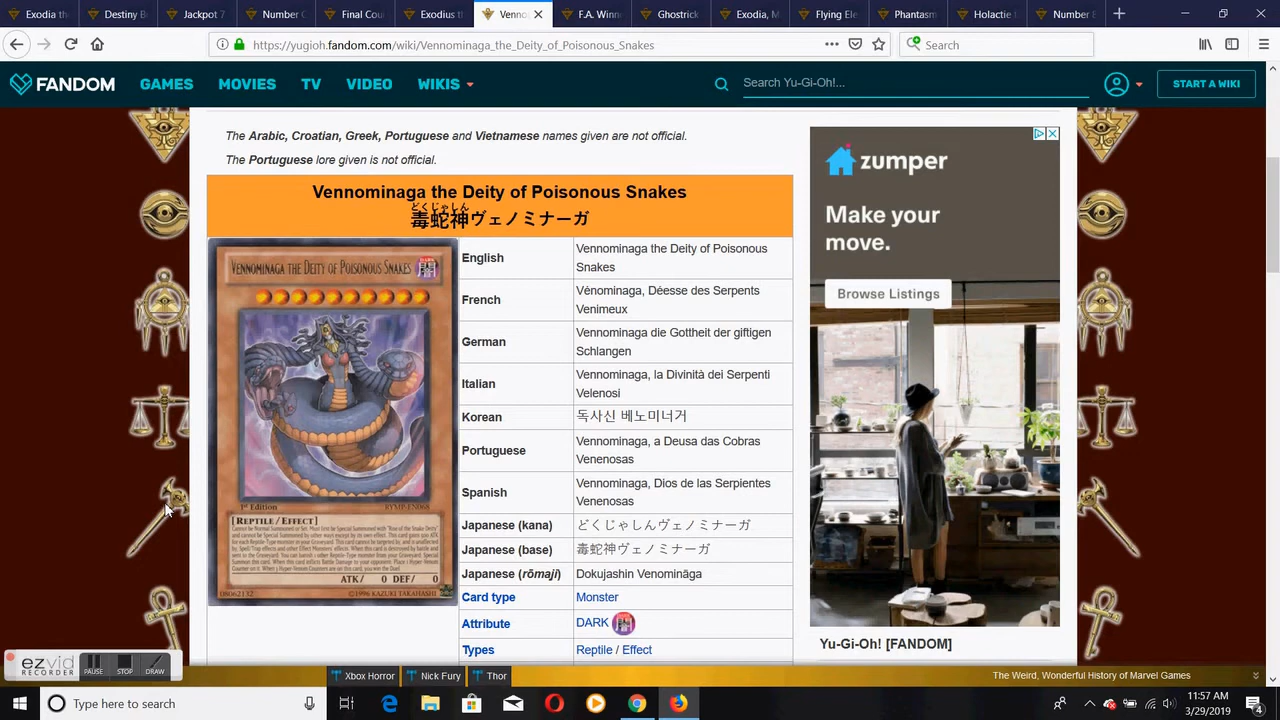 Exodia the
Destiny B
Jackpot 7
Number C
Final Cou
Exodius t
Venno
F.A. Winn
Ghostrick
Exodia, M
Flying Ele
Phantasm
Holactie t
Number E
https://yugioh.fandom.com/wiki/Vennominaga_the_Deity_of_Poisonous_Snakes
Search
FANDOM
GAMES MOVIES TV VIDEO WIKIS
Search Yu-Gi-Oh!...
START A WIKI
The Arabic, Croatian, Greek, Portuguese and Vietnamese names given are not official.
The Portuguese lore given is not official.
Vennominaga the Deity of Poisonous Snakes
どくじゃしん
毒蛇神ヴェノミナーガ
VENNOMINAGA THE DEITY OF POISONOUS SNAKES
1st Edition RYMP-EN068
[REPTILE / EFFECT]
ATK/ 0 DEF/ 0
08062132 ©1996 KAZUKI TAKAHASHI
English Vennominaga the Deity of Poisonous
Snakes
French Vénominaga, Déesse des Serpents
Venimeux
German Vennominaga die Gottheit der giftigen
Schlangen
Italian Vennominaga, la Divinità dei Serpenti
Velenosi
Korean 독사신 베노미너거
Portuguese Vennominaga, a Deusa das Cobras
Venenosas
Spanish Vennominaga, Dios de las Serpientes
Venenosas
Japanese (kana) どくじゃしんヴェノミナーガ
Japanese (base) 毒蛇神ヴェノミナーガ
Japanese (rōmaji) Dokujashin Venomināga
Card type Monster
Attribute DARK
Types Reptile / Effect
zumper
Make your
move.
Browse Listings
Yu-Gi-Oh! [FANDOM]
ezvid
RECORDER
PAUSE STOP DRAW
Xbox Horror Nick Fury Thor
The Weird, Wonderful History of Marvel Games
Type here to search
11:57 AM
3/29/2019
4